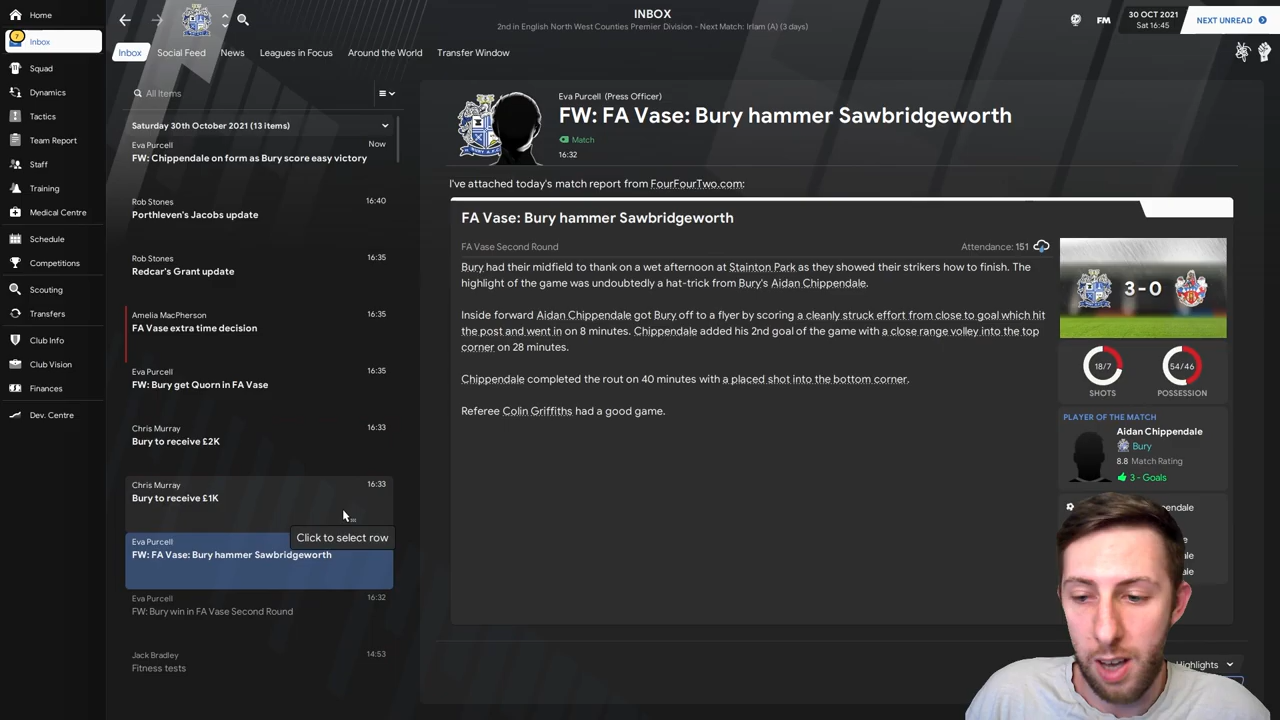 Home
7
Inbox
Squad
Dynamics
Tactics
Team Report
Staff
Training
Medical Centre
Schedule
Competitions
Scouting
Transfers
Club Info
Club Vision
Finances
Dev. Centre
INBOX
2nd in English North West Counties Premier Division - Next Match: Irlam (A) (3 days)
FM
30 OCT 2021
Sat 16:45
NEXT UNREAD
Inbox
Social Feed
News
Leagues in Focus
Around the World
Transfer Window
All Items
Saturday 30th October 2021 (13 items)
Eva Purcell
Now
FW: Chippendale on form as Bury score easy victory
Rob Stones
16:40
Porthleven's Jacobs update
Rob Stones
16:35
Redcar's Grant update
Amelia MacPherson
16:35
FA Vase extra time decision
Eva Purcell
16:35
FW: Bury get Quorn in FA Vase
Chris Murray
16:33
Bury to receive £2K
Chris Murray
16:33
Bury to receive £1K
Click to select row
Eva Purcell
FW: FA Vase: Bury hammer Sawbridgeworth
Eva Purcell
16:32
FW: Bury win in FA Vase Second Round
Jack Bradley
14:53
Fitness tests
Eva Purcell (Press Officer)
FW: FA Vase: Bury hammer Sawbridgeworth
Match
16:32
I've attached today's match report from FourFourTwo.com:
FA Vase: Bury hammer Sawbridgeworth
FA Vase Second Round
Attendance: 151
Bury had their midfield to thank on a wet afternoon at Stainton Park as they showed their strikers how to finish. The
highlight of the game was undoubtedly a hat-trick from Bury's Aidan Chippendale.
Inside forward Aidan Chippendale got Bury off to a flyer by scoring a cleanly struck effort from close to goal which hit
the post and went in on 8 minutes. Chippendale added his 2nd goal of the game with a close range volley into the top
corner on 28 minutes.
Chippendale completed the rout on 40 minutes with a placed shot into the bottom corner.
Referee Colin Griffiths had a good game.
3-0
18/7
SHOTS
54/46
POSSESSION
PLAYER OF THE MATCH
Aidan Chippendale
Bury
8.8 Match Rating
3 - Goals
Highlights